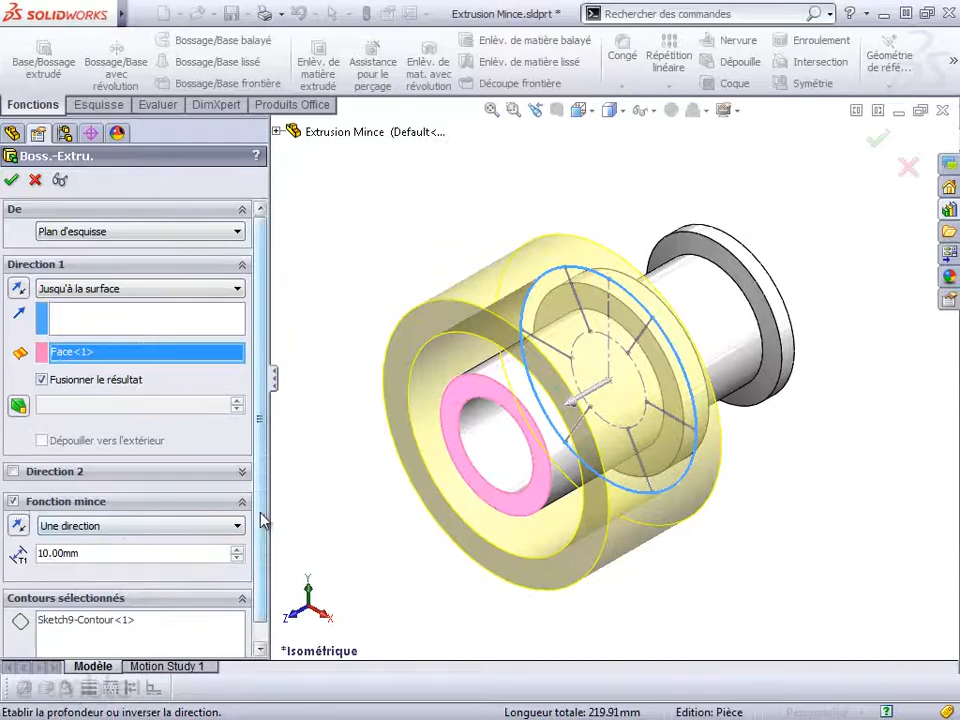 SOLIDWORKS
Extrusion Mince.sldprt *
Rechercher des commandes
Base/Bossage extrudé
Bossage/Base avec révolution
Bossage/Base balayé
Bossage/Base lissé
Bossage/Base frontière
Enlèv. de matière extrudé
Assistance pour le perçage
Enlèv. de mat. avec révolution
Enlèv. de matière balayé
Enlèv. de matière lissé
Découpe frontière
Congé
Répétition linéaire
Nervure
Dépouille
Coque
Enroulement
Intersection
Symétrie
Géométrie de réfé...
Fonctions
Esquisse
Evaluer
DimXpert
Produits Office
Extrusion Mince (Default<...
Boss.-Extru.
?
De
Plan d'esquisse
Direction 1
Jusqu'à la surface
Face<1>
Fusionner le résultat
Dépouiller vers l'extérieur
Direction 2
Fonction mince
Une direction
T1
10.00mm
Contours sélectionnés
Sketch9-Contour<1>
Y
Z
X
*Isométrique
Modèle
Motion Study 1
Etablir la profondeur ou inverser la direction.
Longueur totale: 219.91mm
Edition: Pièce
Personnalisé
?